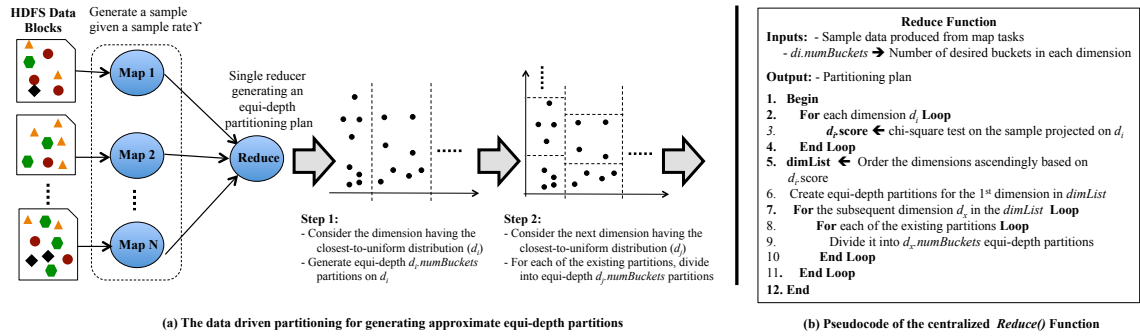 HDFS Data
Blocks
Generate a sample
given a sample rate ϒ
Map 1
Map 2
Map N
Single reducer
generating an
equi-depth
partitioning plan
Reduce
Step 1:
- Consider the dimension having the
closest-to-uniform distribution (di)
- Generate equi-depth di.numBuckets
partitions on di
Step 2:
- Consider the next dimension having the
closest-to-uniform distribution (dj)
- For each of the existing partitions, divide
into equi-depth dj.numBuckets partitions
(a) The data driven partitioning for generating approximate equi-depth partitions
Reduce Function
Inputs: - Sample data produced from map tasks
- di.numBuckets ➔ Number of desired buckets in each dimension
Output: - Partitioning plan
1. Begin
2. For each dimension di Loop
3. di.score 🡨 chi-square test on the sample projected on di
4. End Loop
5. dimList 🡨 Order the dimensions ascendingly based on
di.score
6. Create equi-depth partitions for the 1st dimension in dimList
7. For the subsequent dimension dx in the dimList Loop
8. For each of the existing partitions Loop
9. Divide it into dx.numBuckets equi-depth partitions
10 End Loop
11. End Loop
12. End
(b) Pseudocode of the centralized Reduce() Function